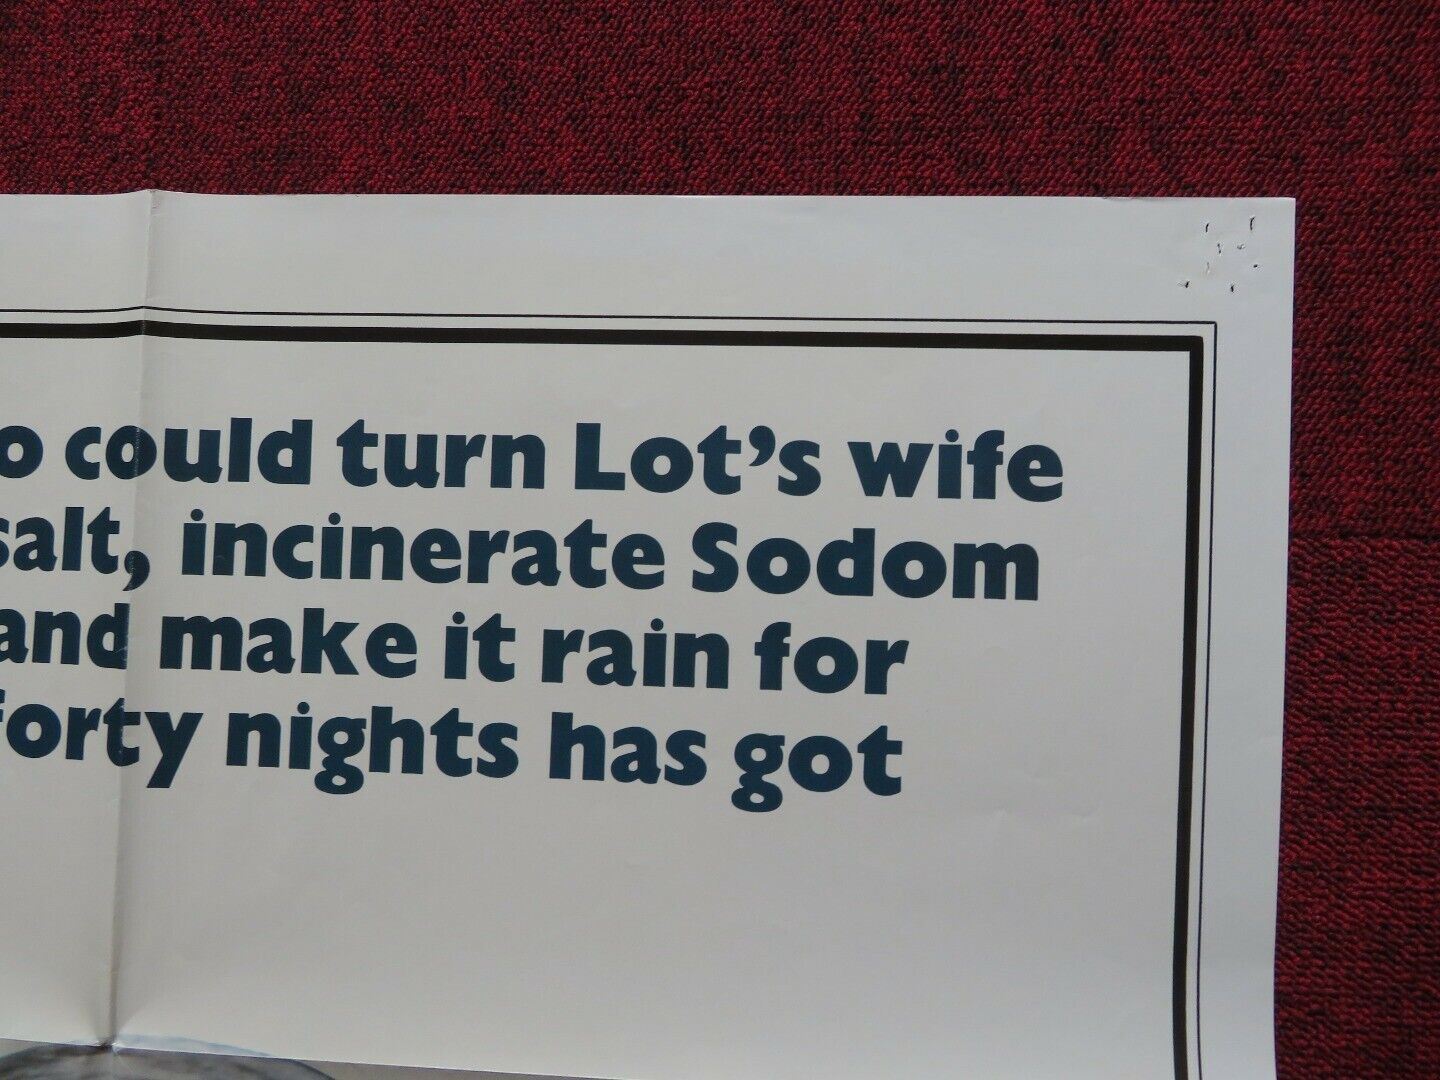 o could turn Lot's wife
salt, incinerate Sodom
and make it rain for
forty nights has got